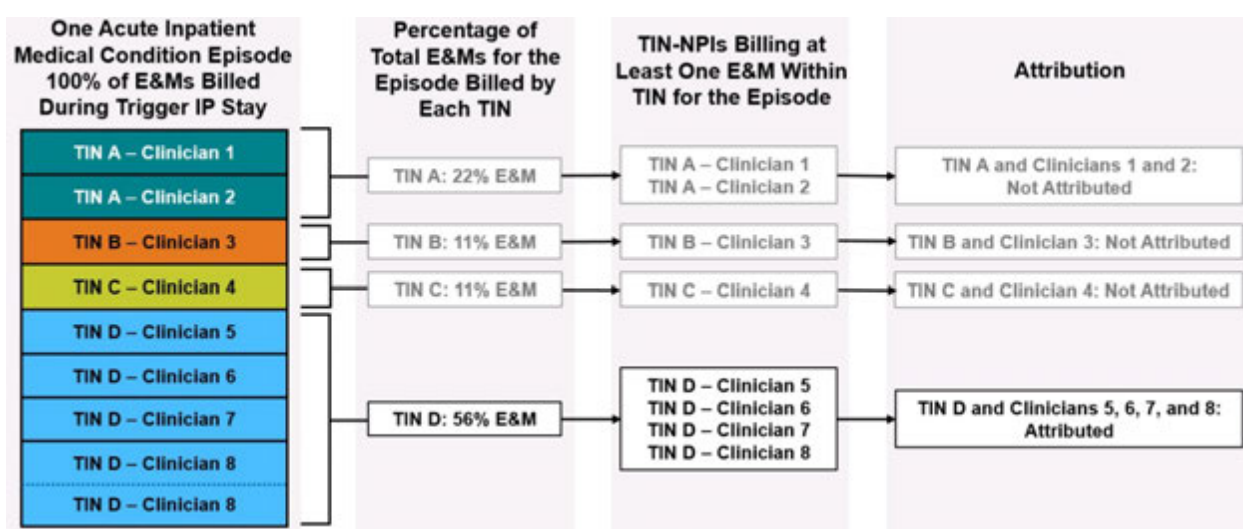 One Acute Inpatient
Medical Condition Episode
100% of E&Ms Billed
During Trigger IP Stay
TIN A – Clinician 1
TIN A – Clinician 2
TIN B – Clinician 3
TIN C – Clinician 4
TIN D – Clinician 5
TIN D – Clinician 6
TIN D – Clinician 7
TIN D – Clinician 8
TIN D – Clinician 8
Percentage of
Total E&Ms for the
Episode Billed by
Each TIN
TIN A: 22% E&M
TIN B: 11% E&M
TIN C: 11% E&M
TIN D: 56% E&M
TIN-NPIs Billing at
Least One E&M Within
TIN for the Episode
TIN A – Clinician 1
TIN A – Clinician 2
TIN B – Clinician 3
TIN C – Clinician 4
TIN D – Clinician 5
TIN D – Clinician 6
TIN D – Clinician 7
TIN D – Clinician 8
Attribution
TIN A and Clinicians 1 and 2:
Not Attributed
TIN B and Clinician 3: Not Attributed
TIN C and Clinician 4: Not Attributed
TIN D and Clinicians 5, 6, 7, and 8:
Attributed